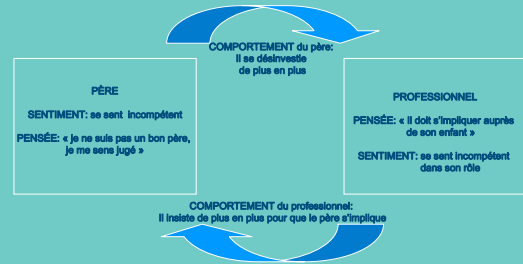 COMPORTEMENT du père:
Il se désinvestie
de plus en plus
PÈRE
SENTIMENT: se sent incompétent
PENSÉE: « je ne suis pas un bon père,
je me sens jugé »
PROFESSIONNEL
PENSÉE: « Il doit s'impliquer auprès
de son enfant »
SENTIMENT: se sent incompétent
dans son rôle
COMPORTEMENT du professionnel:
Il insiste de plus en plus pour que le père s'implique